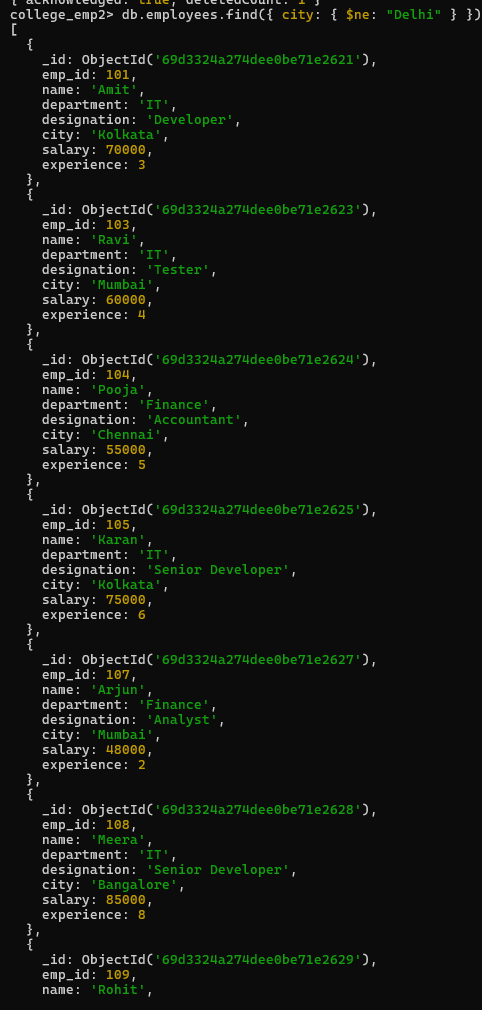 { acknowledged: true, deletedCount: 1 }
college_emp2> db.employees.find({ city: { $ne: "Delhi" } })
[
  {
    _id: ObjectId('69d3324a274dee0be71e2621'),
    emp_id: 101,
    name: 'Amit',
    department: 'IT',
    designation: 'Developer',
    city: 'Kolkata',
    salary: 70000,
    experience: 3
  },
  {
    _id: ObjectId('69d3324a274dee0be71e2623'),
    emp_id: 103,
    name: 'Ravi',
    department: 'IT',
    designation: 'Tester',
    city: 'Mumbai',
    salary: 60000,
    experience: 4
  },
  {
    _id: ObjectId('69d3324a274dee0be71e2624'),
    emp_id: 104,
    name: 'Pooja',
    department: 'Finance',
    designation: 'Accountant',
    city: 'Chennai',
    salary: 55000,
    experience: 5
  },
  {
    _id: ObjectId('69d3324a274dee0be71e2625'),
    emp_id: 105,
    name: 'Karan',
    department: 'IT',
    designation: 'Senior Developer',
    city: 'Kolkata',
    salary: 75000,
    experience: 6
  },
  {
    _id: ObjectId('69d3324a274dee0be71e2627'),
    emp_id: 107,
    name: 'Arjun',
    department: 'Finance',
    designation: 'Analyst',
    city: 'Mumbai',
    salary: 48000,
    experience: 2
  },
  {
    _id: ObjectId('69d3324a274dee0be71e2628'),
    emp_id: 108,
    name: 'Meera',
    department: 'IT',
    designation: 'Senior Developer',
    city: 'Bangalore',
    salary: 85000,
    experience: 8
  },
  {
    _id: ObjectId('69d3324a274dee0be71e2629'),
    emp_id: 109,
    name: 'Rohit',